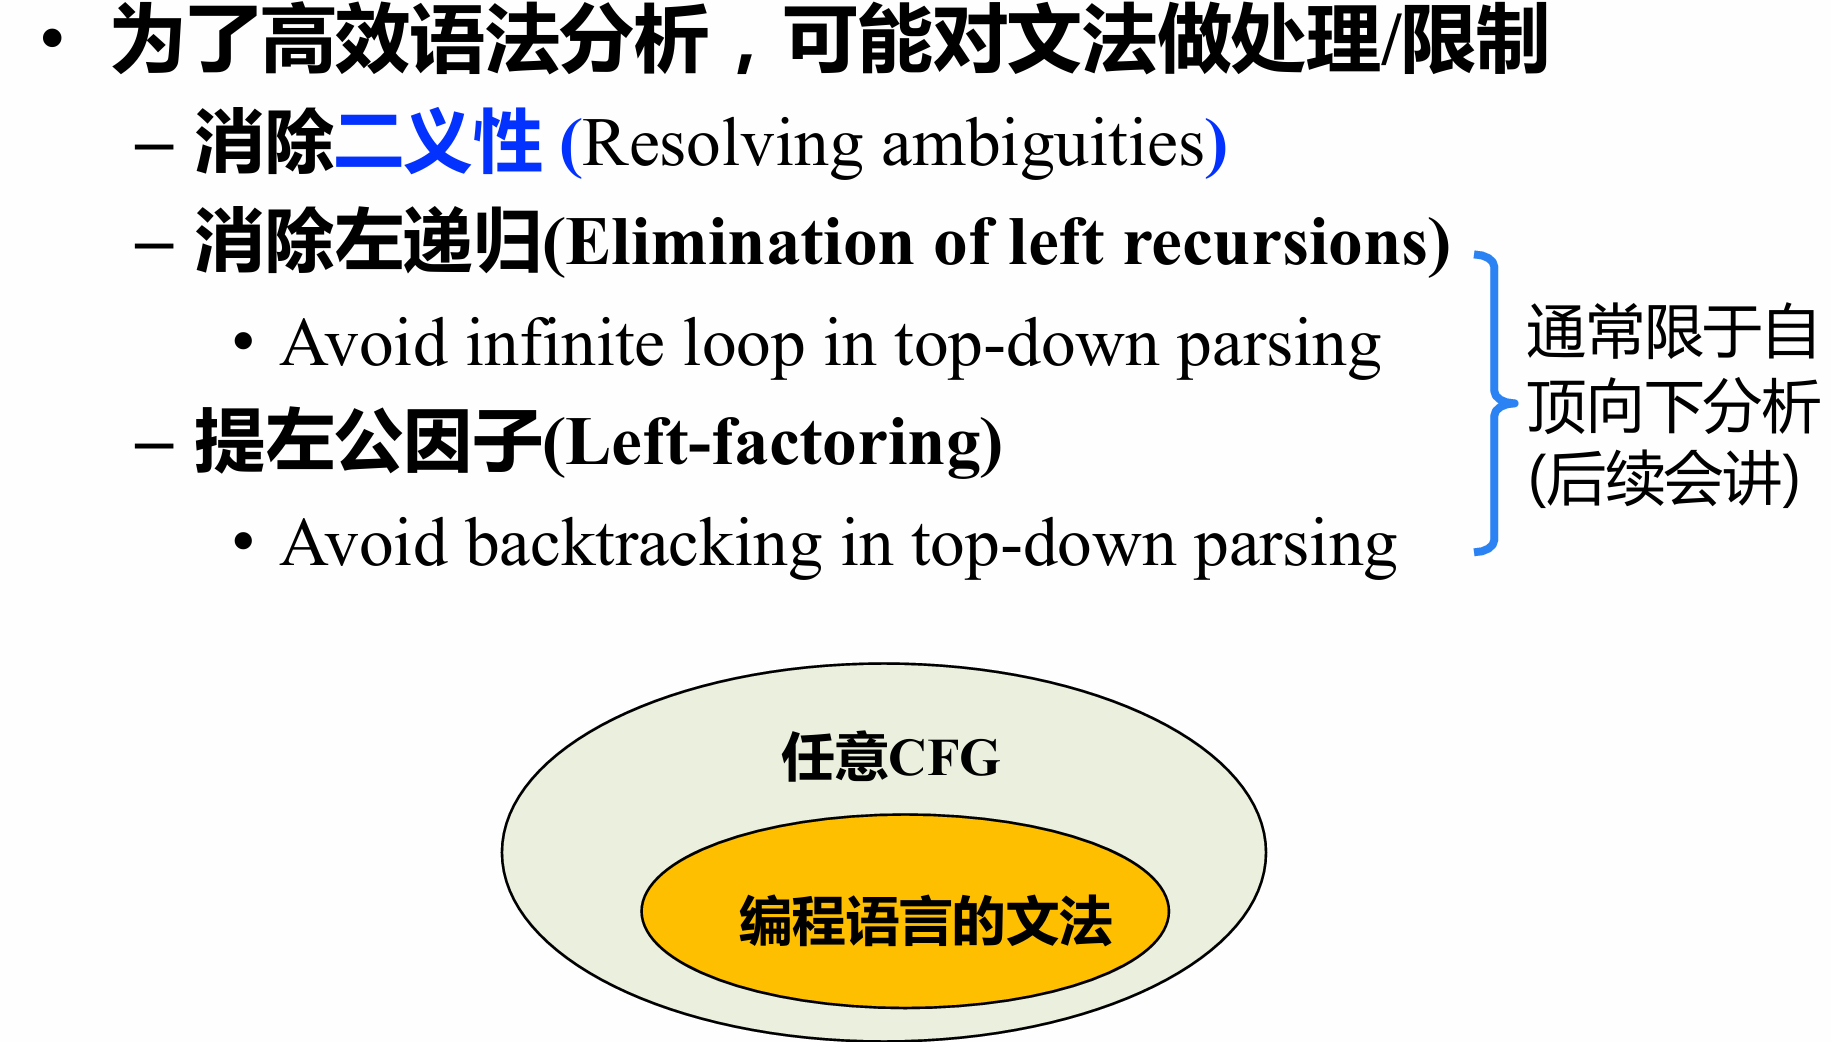 • 为了高效语法分析，可能对文法做处理/限制
– 消除二义性 (Resolving ambiguities)
– 消除左递归(Elimination of left recursions)
• Avoid infinite loop in top-down parsing
– 提左公因子(Left-factoring)
• Avoid backtracking in top-down parsing
通常限于自
顶向下分析
(后续会讲)
任意CFG
编程语言的文法